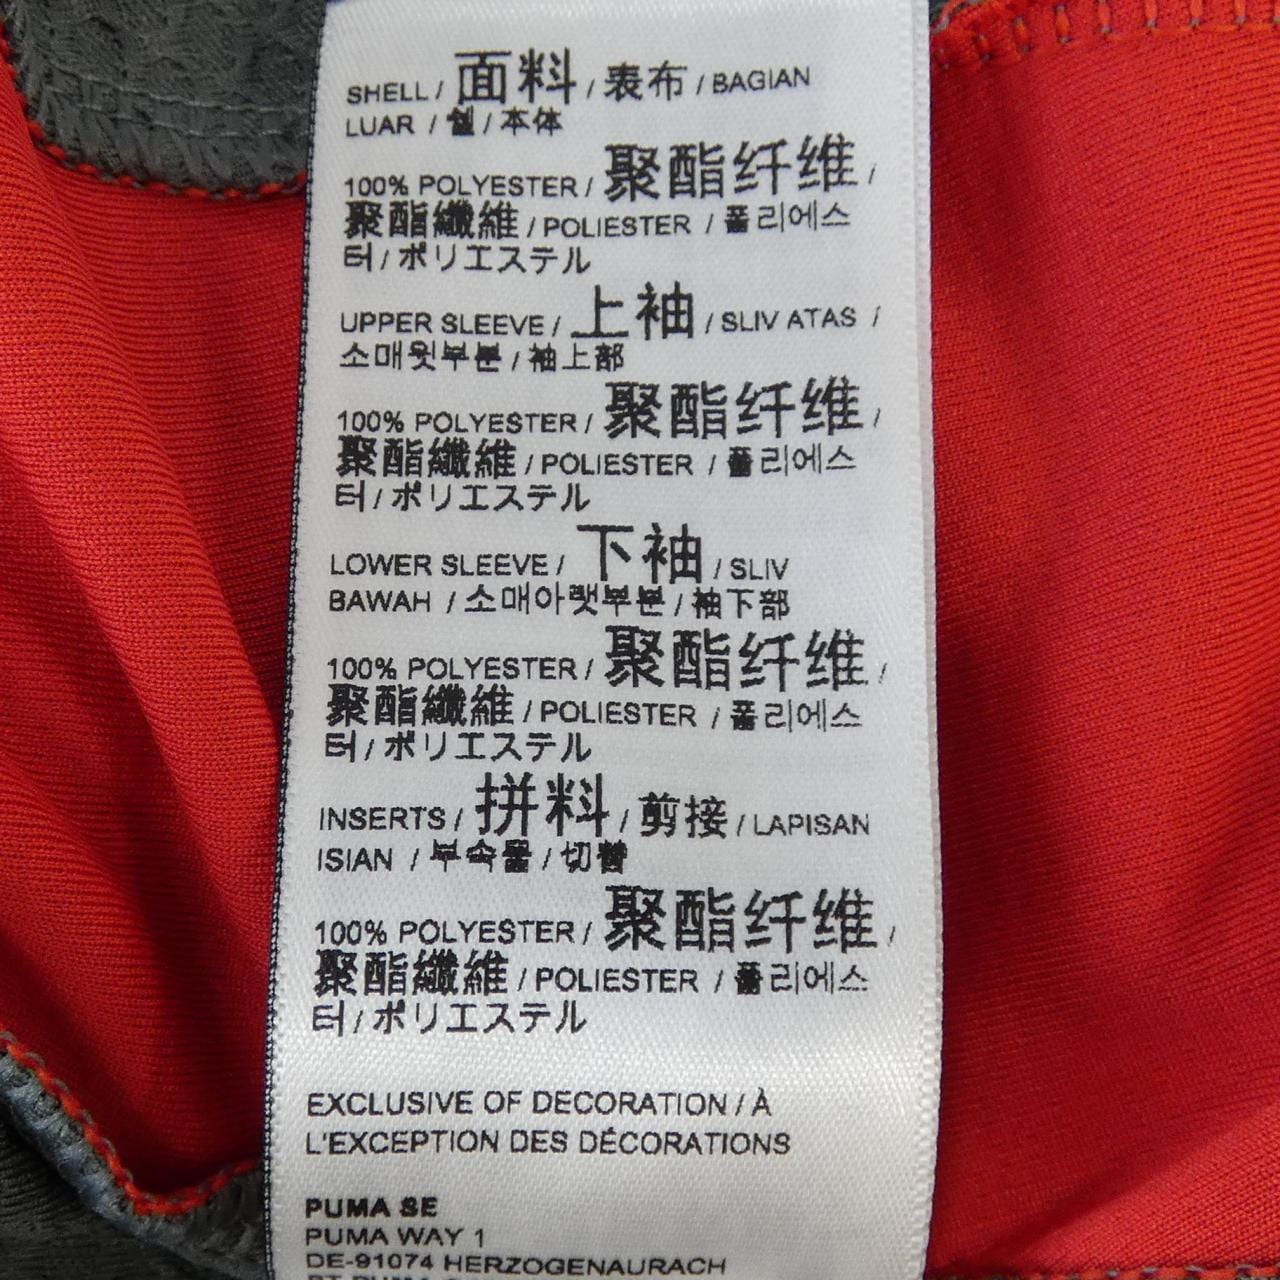 SHELL / 面料 / 表布 / BAGIAN
LUAR / 쉘 / 本体
100% POLYESTER / 聚酯纤维 /
聚酯纖維 / POLIESTER / 폴리에스
터 / ポリエステル
UPPER SLEEVE / 上袖 / SLIV ATAS /
소매윗부분 / 袖上部
100% POLYESTER / 聚酯纤维 /
聚酯纖維 / POLIESTER / 폴리에스
터 / ポリエステル
LOWER SLEEVE / 下袖 / SLIV
BAWAH / 소매아랫부분 / 袖下部
100% POLYESTER / 聚酯纤维 /
聚酯纖維 / POLIESTER / 폴리에스
터 / ポリエステル
INSERTS / 拼料 / 剪接 / LAPISAN
ISIAN / 부속물 / 切替
100% POLYESTER / 聚酯纤维 /
聚酯纖維 / POLIESTER / 폴리에스
터 / ポリエステル
EXCLUSIVE OF DECORATION / À
L'EXCEPTION DES DÉCORATIONS
PUMA SE
PUMA WAY 1
DE-91074 HERZOGENAURACH